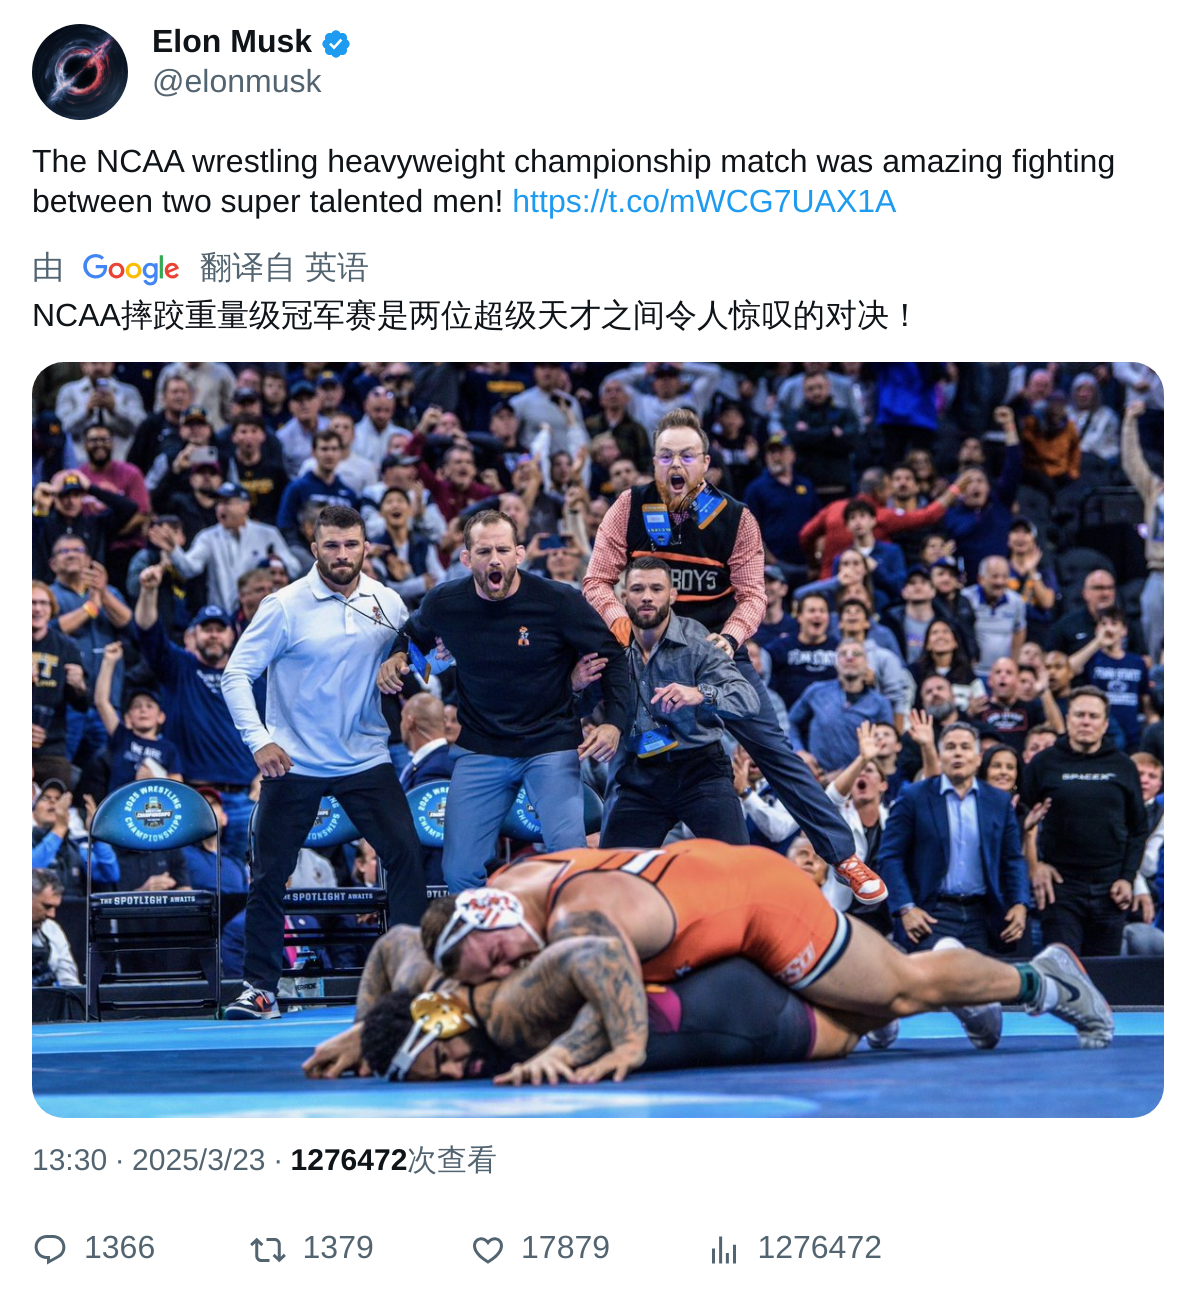 Elon Musk
@elonmusk
The NCAA wrestling heavyweight championship match was amazing fighting
between two super talented men! https://t.co/mWCG7UAX1A
由 Google 翻译自 英语
NCAA摔跤重量级冠军赛是两位超级天才之间令人惊叹的对决！
BOYS
SPACEX
2025 WRESTLING
CHAMPIONSHIPS
THE SPOTLIGHT AWAITS
SPOTLIGHT AWAITS
13:30 · 2025/3/23 · 1276472次查看
1366 1379 17879 1276472